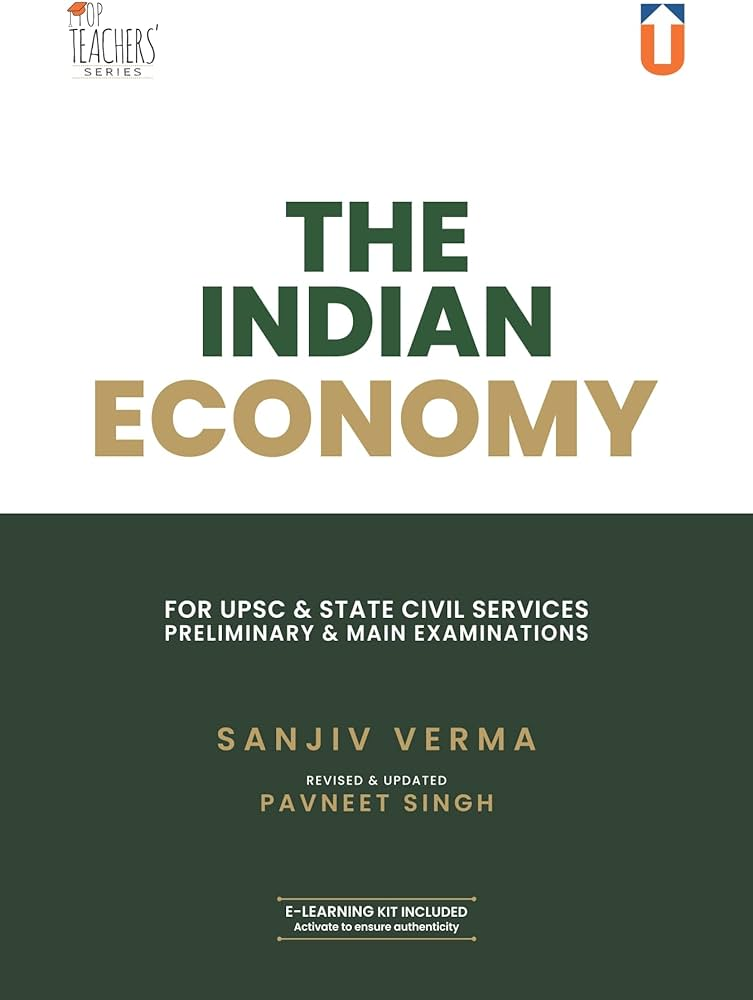 TOP
TEACHERS'
SERIES
THE
INDIAN
ECONOMY
FOR UPSC & STATE CIVIL SERVICES
PRELIMINARY & MAIN EXAMINATIONS
SANJIV VERMA
REVISED & UPDATED
PAVNEET SINGH
E-LEARNING KIT INCLUDED
Activate to ensure authenticity